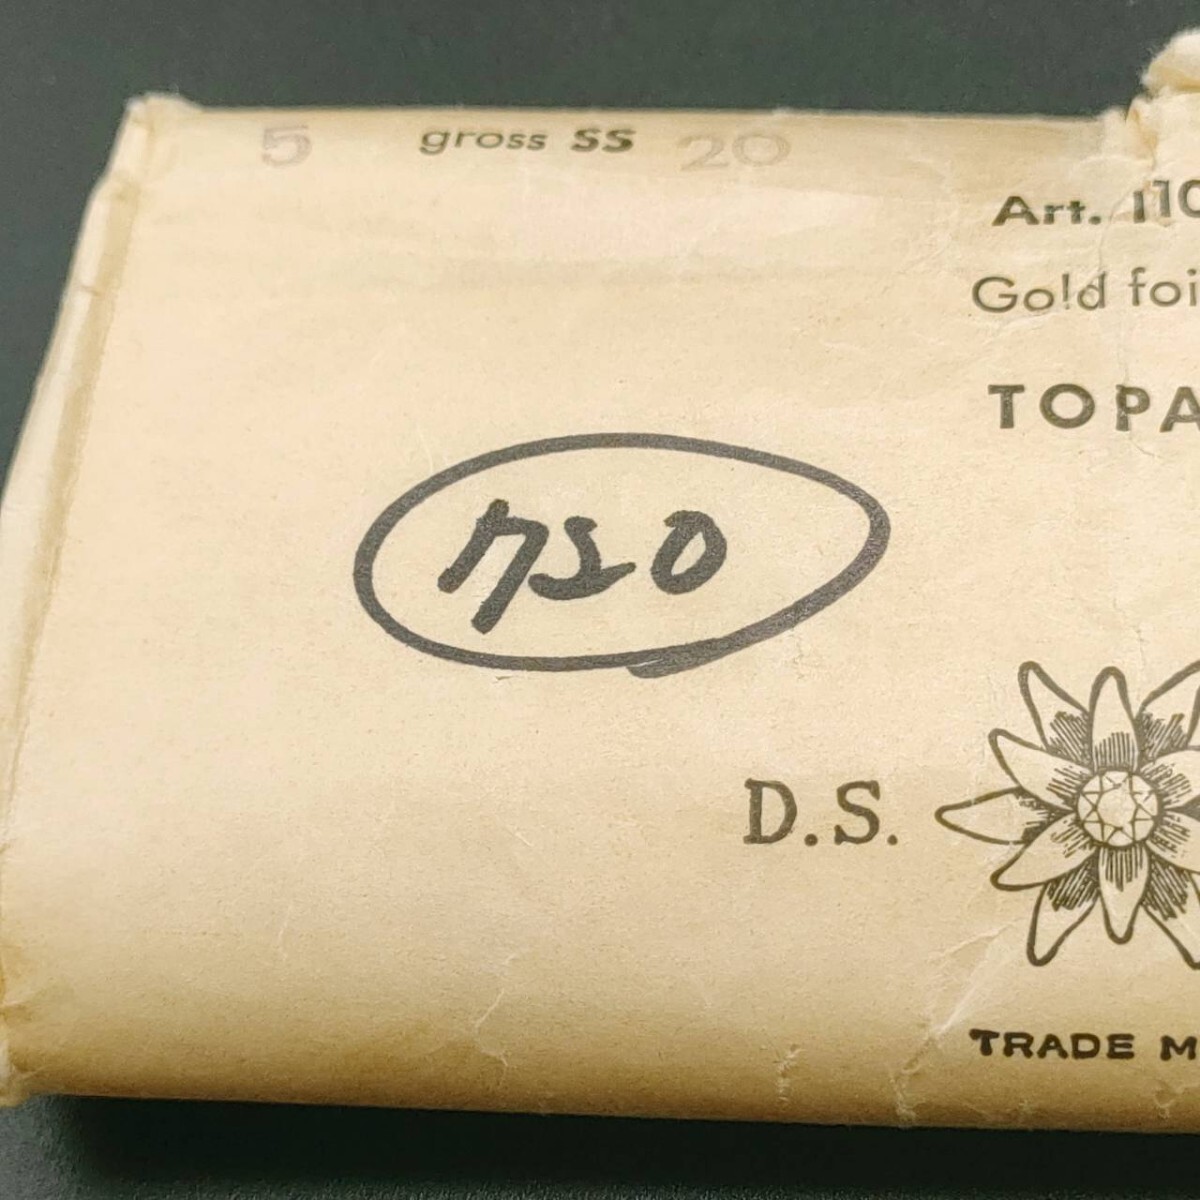 5 gross SS 20
Art. 110
Gold foi
TOPA
750
D.S.
TRADE M